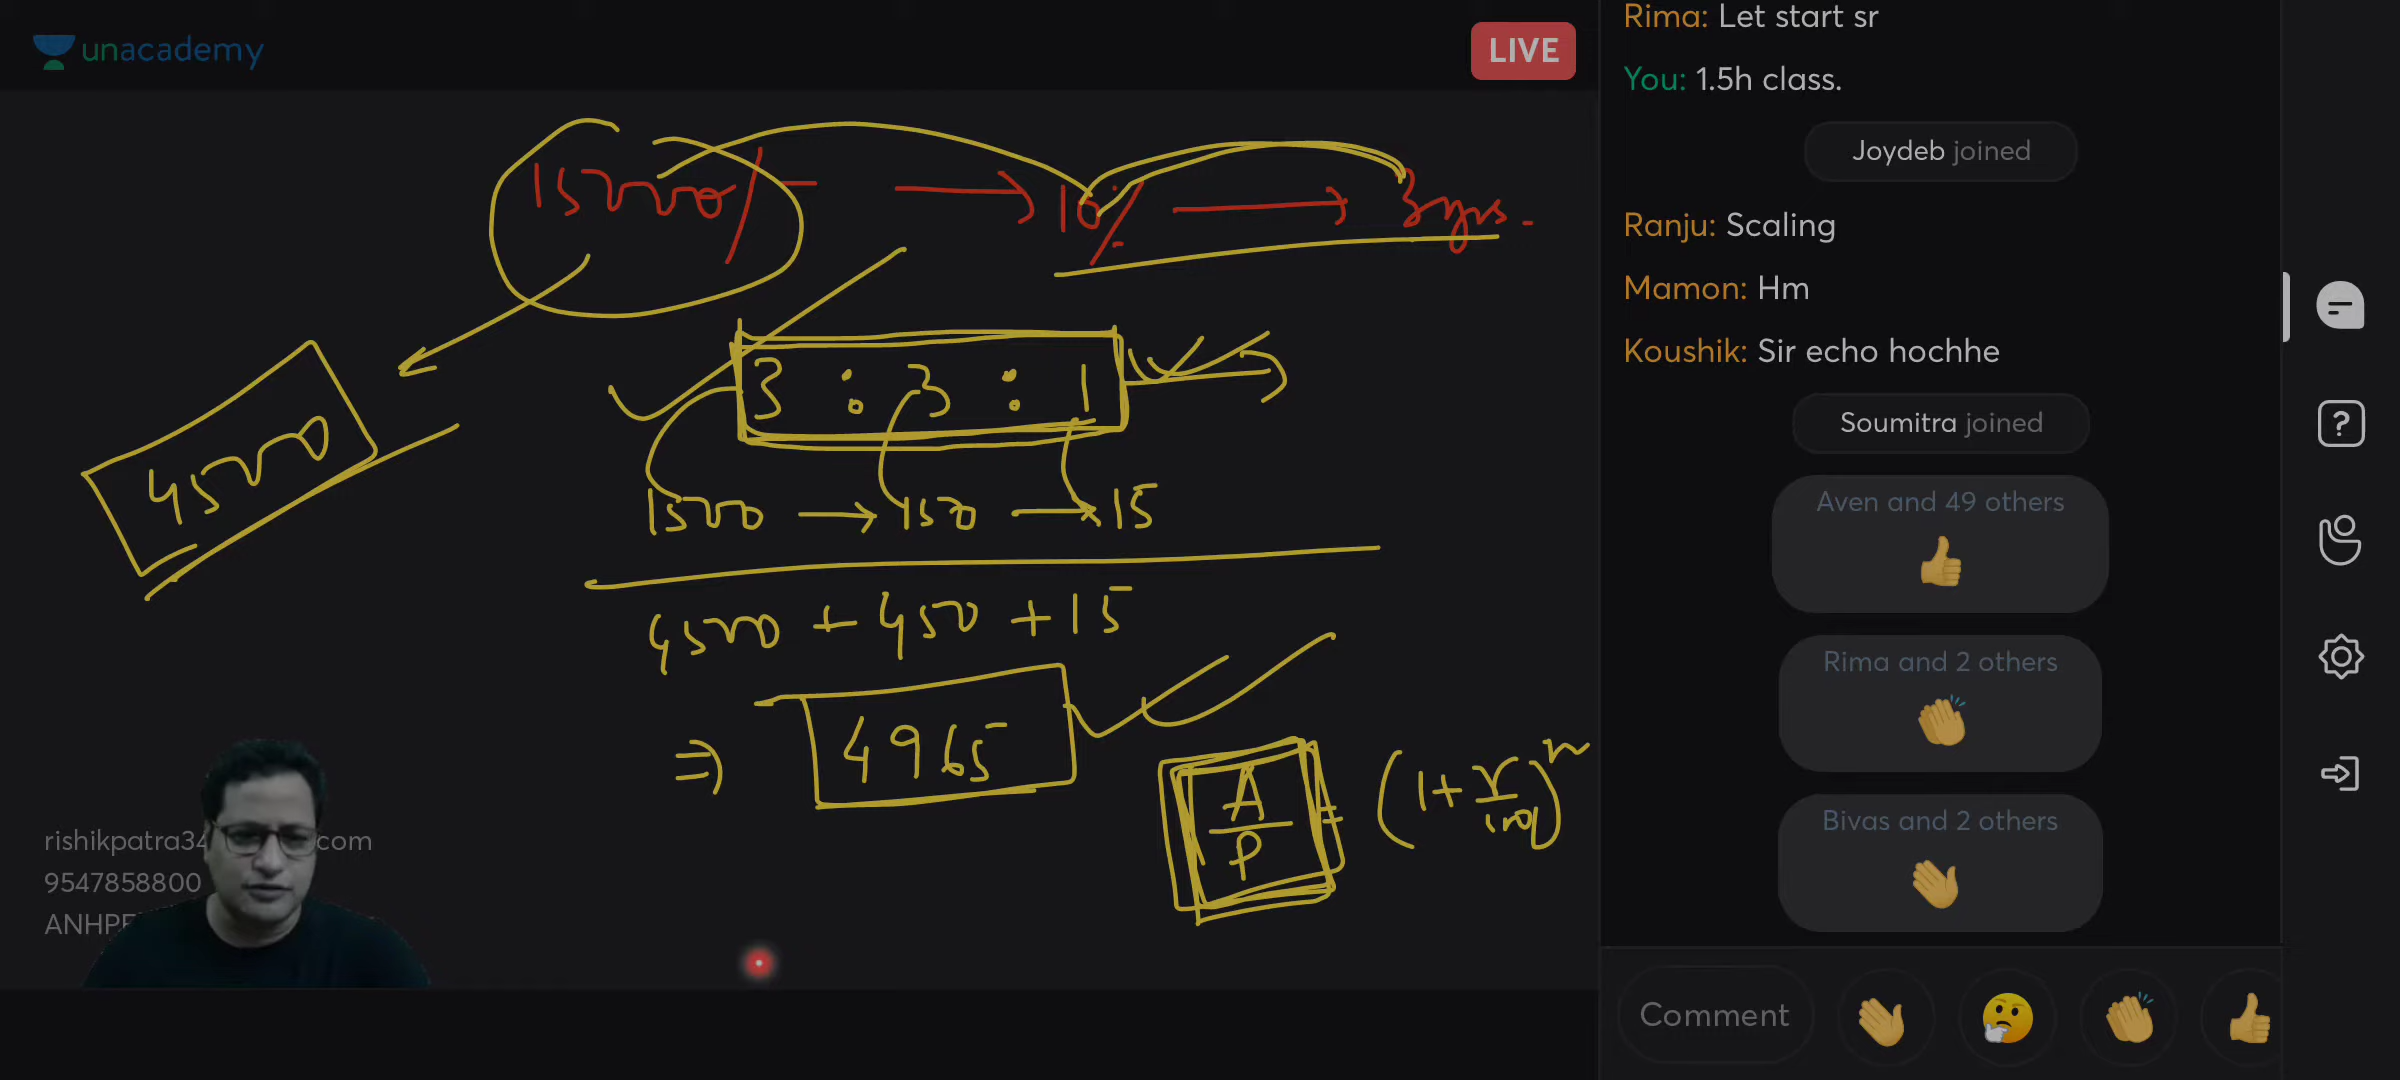 unacademy
LIVE
15000/- → 10% → 3yrs.
3 : 3 : 1
4500
1500 → 150 → 15
4500 + 450 + 15
⇒ 4965
A/P = (1 + r/100)^n
rishikpatra34
com
9547858800
Rima: Let start sr
You: 1.5h class.
Joydeb joined
Ranju: Scaling
Mamon: Hm
Koushik: Sir echo hochhe
Soumitra joined
Aven and 49 others
Rima and 2 others
Bivas and 2 others
Comment